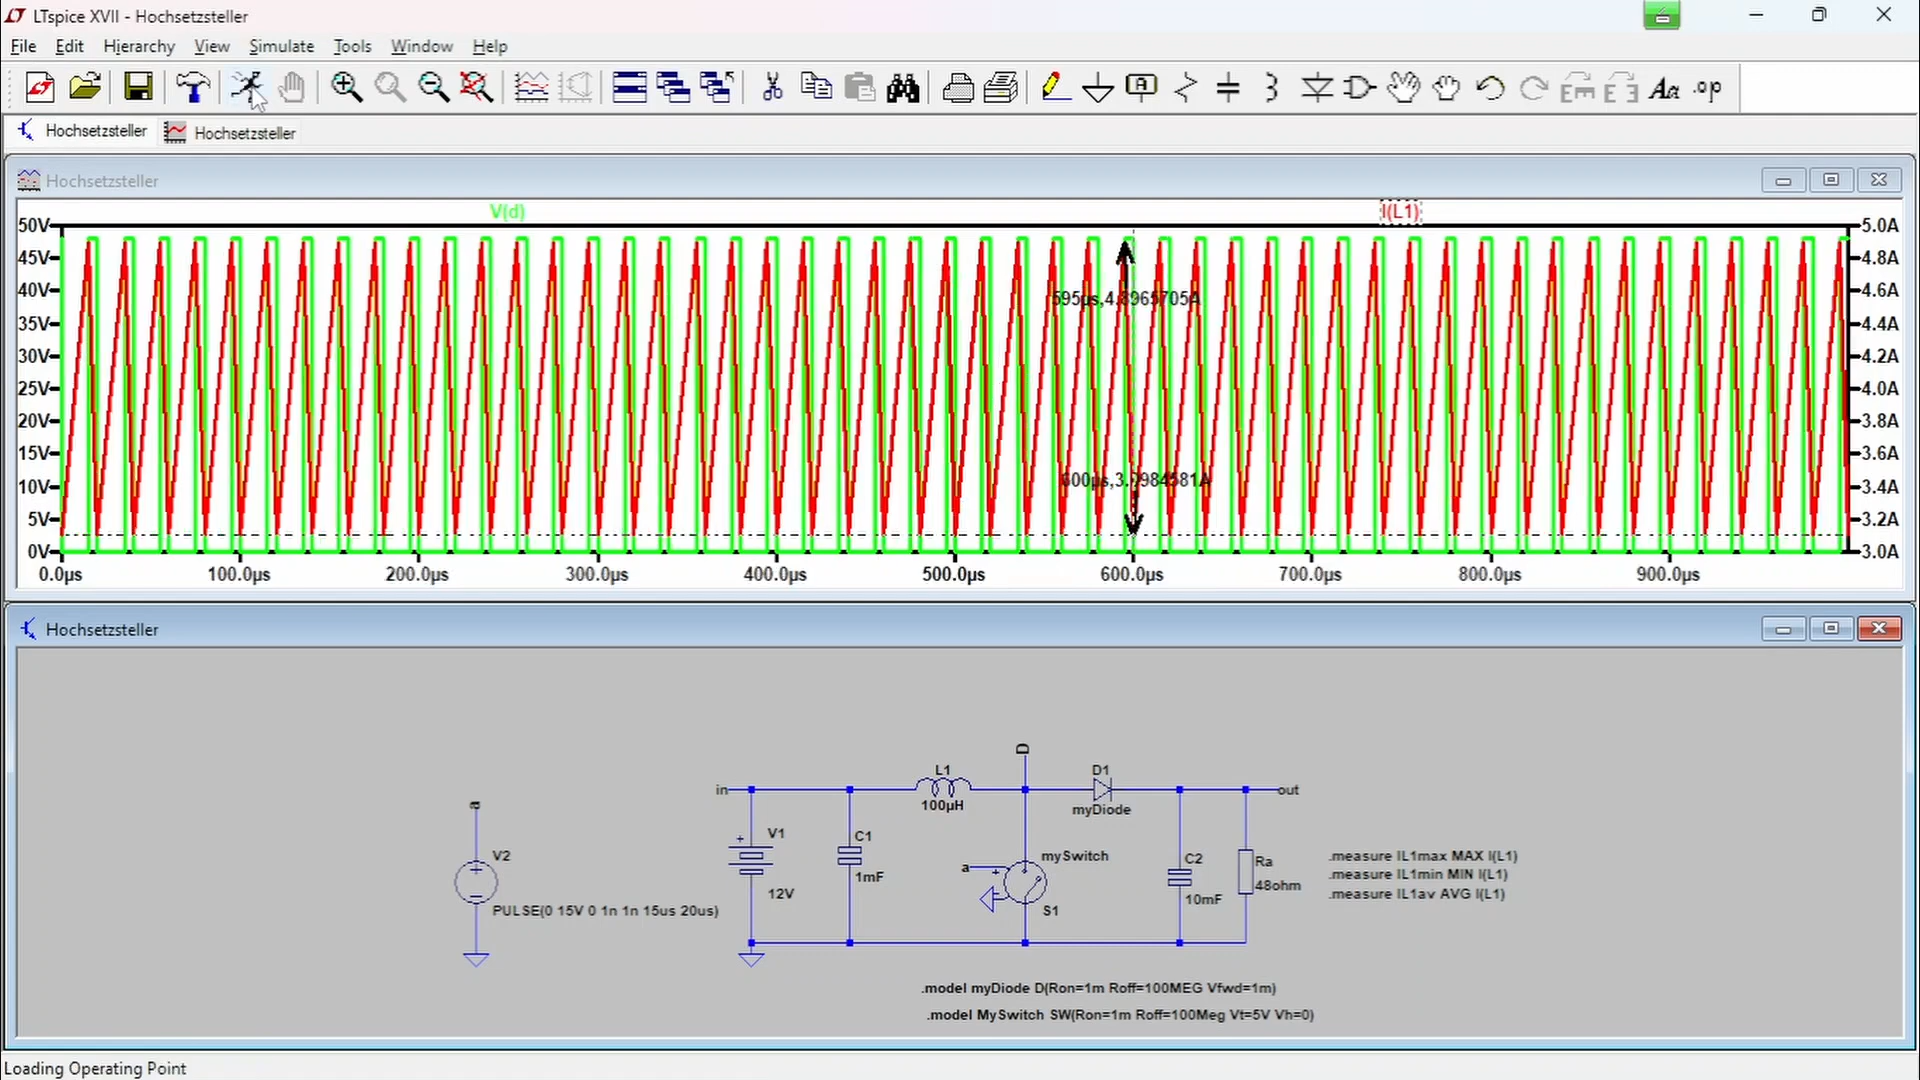 LTspice XVII - Hochsetzsteller
File Edit Hierarchy View Simulate Tools Window Help
A Aa .op
Hochsetzsteller Hochsetzsteller
Hochsetzsteller
V(d) I(L1)
50V 5.0A
45V 4.8A
40V 4.6A
595µs,4.8965705A
35V 4.4A
30V 4.2A
25V 4.0A
20V 3.8A
15V 3.6A
10V 3.4A
5V 3.2A
0V 3.0A
0.0µs 100.0µs 200.0µs 300.0µs 400.0µs 500.0µs 600.0µs 700.0µs 800.0µs 900.0µs
Hochsetzsteller
D
L1 D1
in out
100µH myDiode
a
V1 C1
V2 mySwitch C2 Ra
a
1mF 12V 10mF 48ohm
PULSE(0 15V 0 1n 1n 15us 20us) S1
.measure IL1max MAX I(L1)
.measure IL1min MIN I(L1)
.measure IL1av AVG I(L1)
.model myDiode D(Ron=1m Roff=100MEG Vfwd=1m)
.model MySwitch SW(Ron=1m Roff=100Meg Vt=5V Vh=0)
Loading Operating Point